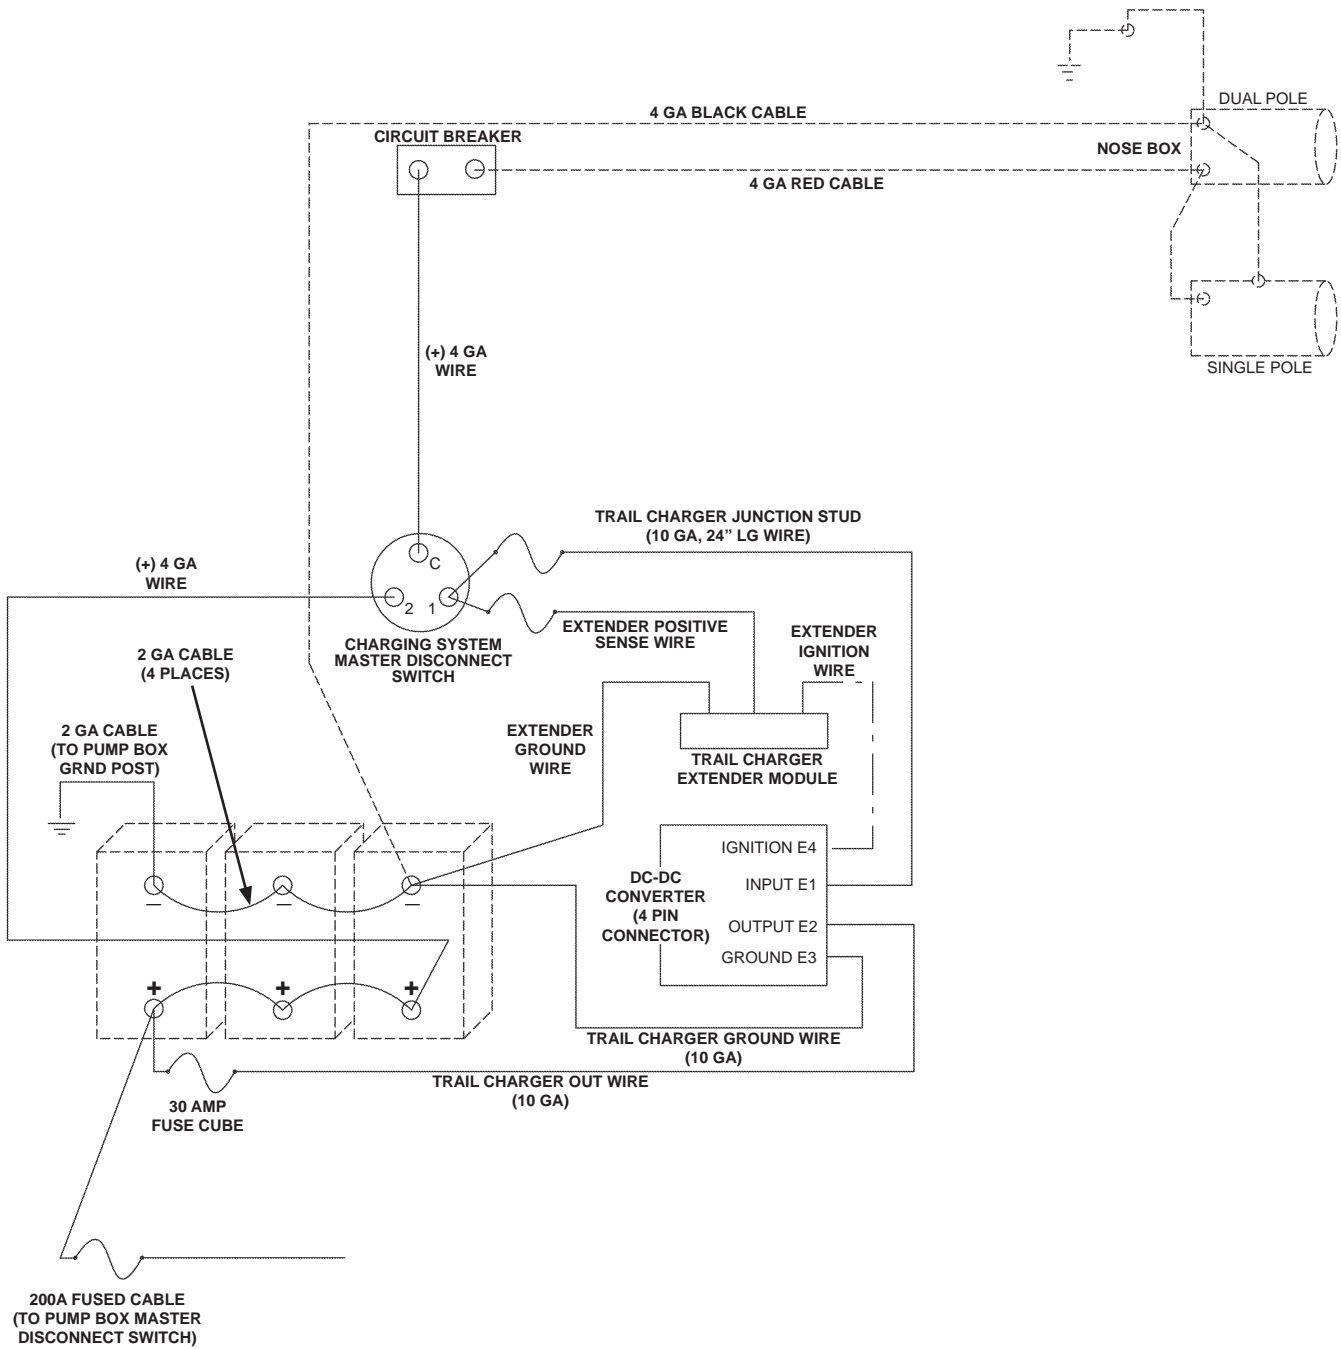 DUAL POLE
4 GA BLACK CABLE
CIRCUIT BREAKER
NOSE BOX
4 GA RED CABLE
(+) 4 GA
WIRE
SINGLE POLE
TRAIL CHARGER JUNCTION STUD
(10 GA, 24” LG WIRE)
(+) 4 GA
WIRE
C
2 1
EXTENDER POSITIVE
SENSE WIRE
EXTENDER
IGNITION
WIRE
CHARGING SYSTEM
MASTER DISCONNECT
SWITCH
2 GA CABLE
(4 PLACES)
2 GA CABLE
(TO PUMP BOX
GRND POST)
EXTENDER
GROUND
WIRE
TRAIL CHARGER
EXTENDER MODULE
IGNITION E4
DC-DC
CONVERTER
(4 PIN
CONNECTOR)
INPUT E1
OUTPUT E2
GROUND E3
– – –
+ + +
TRAIL CHARGER GROUND WIRE
(10 GA)
TRAIL CHARGER OUT WIRE
(10 GA)
30 AMP
FUSE CUBE
200A FUSED CABLE
(TO PUMP BOX MASTER
DISCONNECT SWITCH)